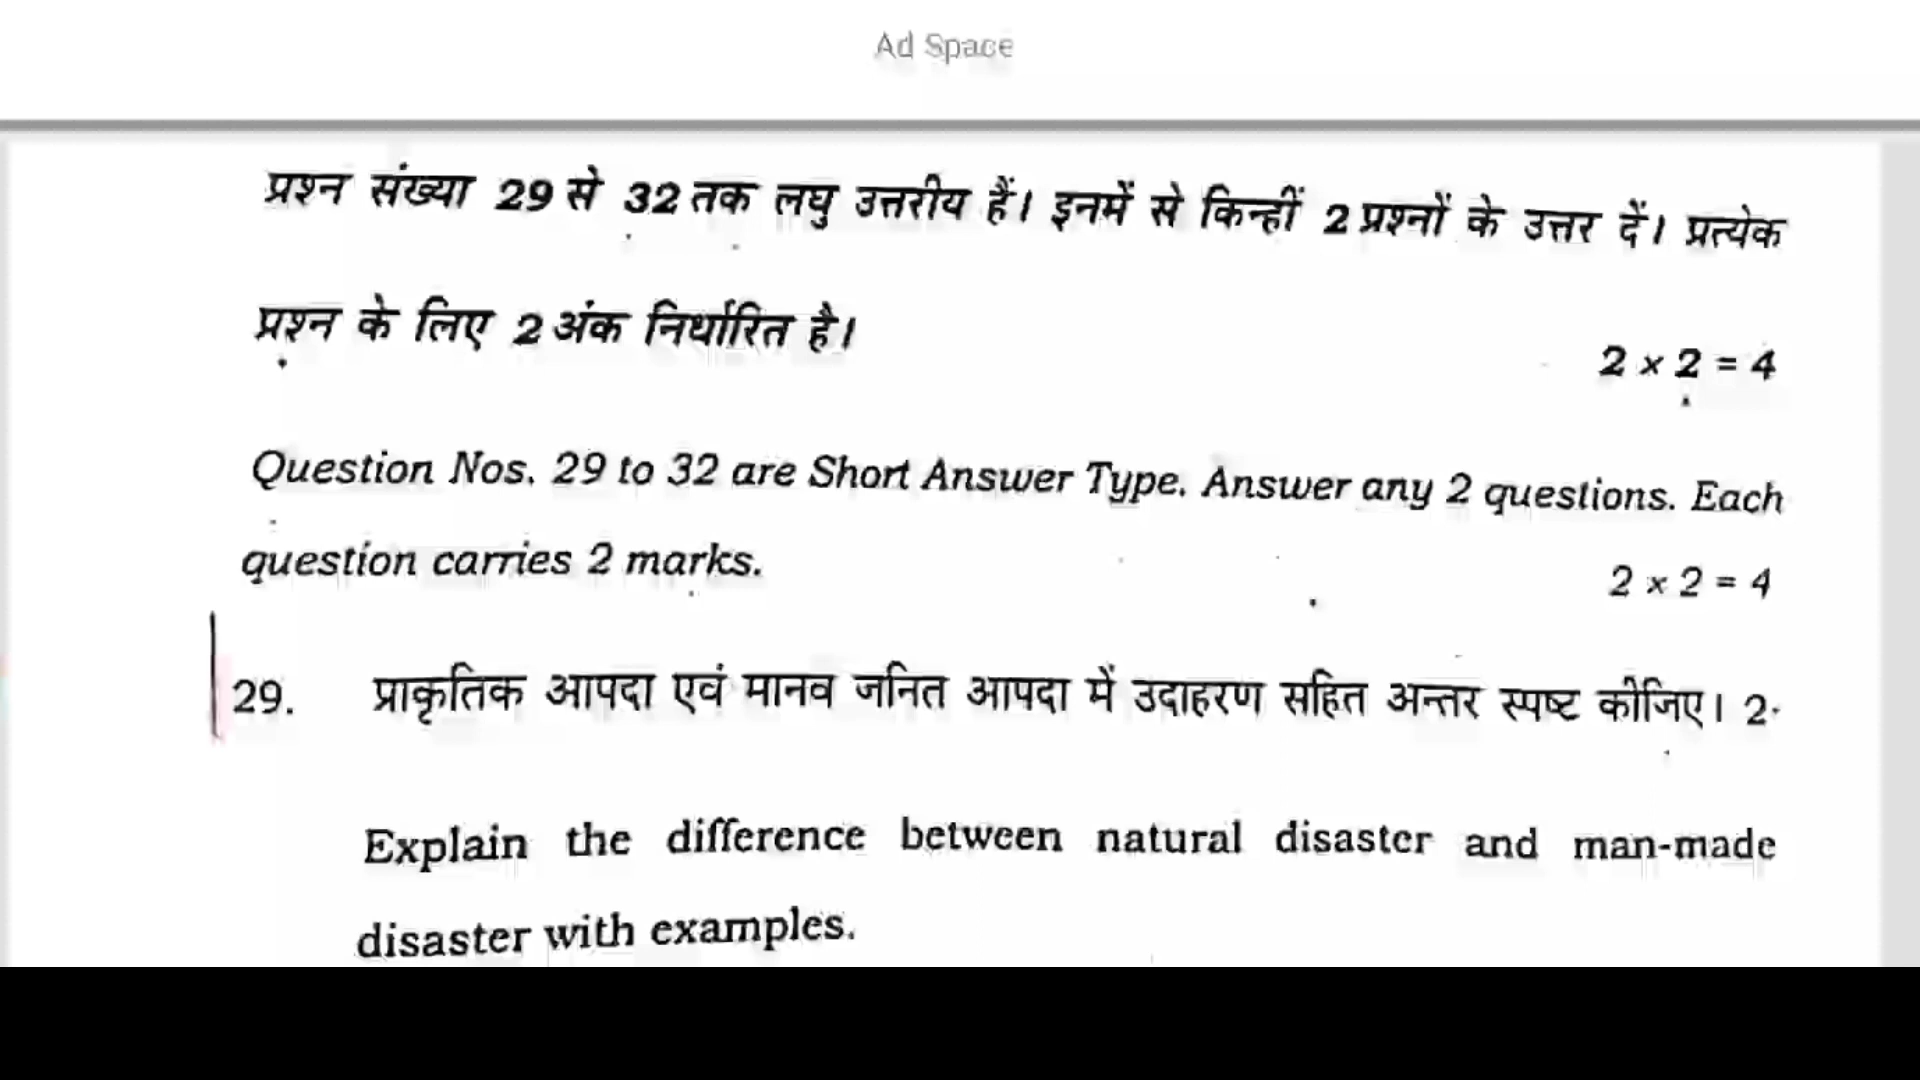 Ad Space
प्रश्न संख्या 29 से 32 तक लघु उत्तरीय हैं। इनमें से किन्हीं 2 प्रश्नों के उत्तर दें। प्रत्येक
प्रश्न के लिए 2 अंक निर्धारित है।
2 × 2 = 4
Question Nos. 29 to 32 are Short Answer Type. Answer any 2 questions. Each
question carries 2 marks.
2 × 2 = 4
29. प्राकृतिक आपदा एवं मानव जनित आपदा में उदाहरण सहित अन्तर स्पष्ट कीजिए। 2
Explain the difference between natural disaster and man-made
disaster with examples.